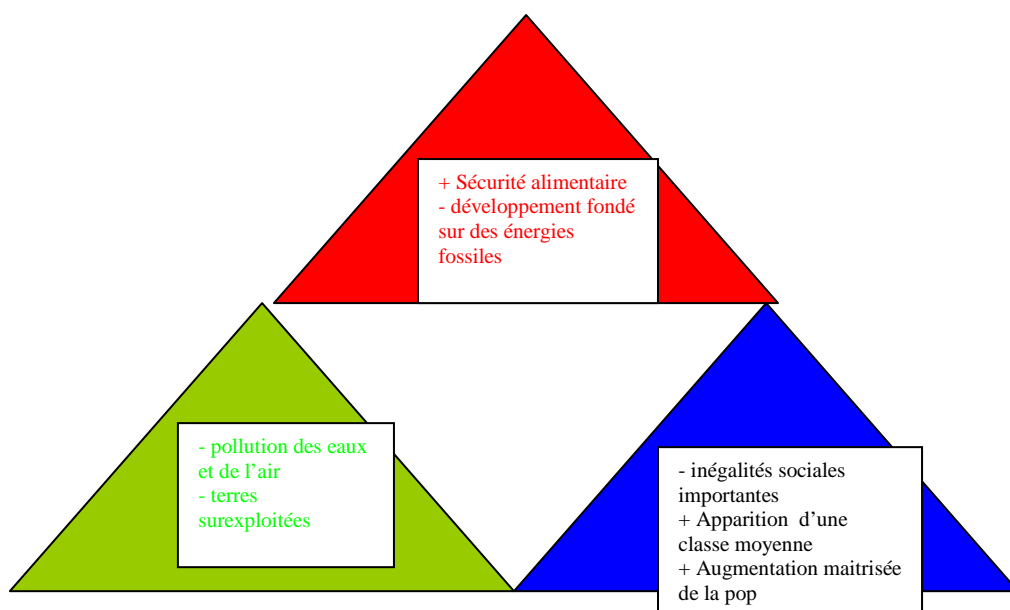 + Sécurité alimentaire
- développement fondé
sur des énergies
fossiles
- pollution des eaux
et de l'air
- terres
surexploitées
- inégalités sociales
importantes
+ Apparition d'une
classe moyenne
+ Augmentation maitrisée
de la pop